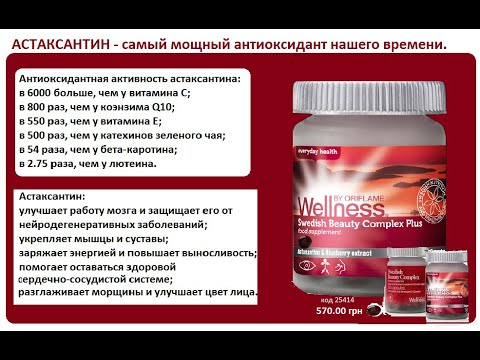 АСТАКСАНТИН - самый мощный антиоксидант нашего времени.
Антиоксидантная активность астаксантина:
в 6000 больше, чем у витамина С;
в 800 раз, чем у коэнзима Q10;
в 550 раз, чем у витамина Е;
в 500 раз, чем у катехинов зеленого чая;
в 54 раза, чем у бета-каротина;
в 2.75 раза, чем у лютеина.
Астаксантин:
улучшает работу мозга и защищает его от
нейродегенеративных заболеваний;
укрепляет мышцы и суставы;
заряжает энергией и повышает выносливость;
помогает оставаться здоровой
сердечно-сосудистой системе;
разглаживает морщины и улучшает цвет лица.
everyday health
BY ORIFLAME
Wellness
Swedish Beauty Complex Plus
food supplement
Astaxanthin & Blueberry extract
код 25414
570.00 грн
Swedish
Beauty Complex
Wellness
Wellness